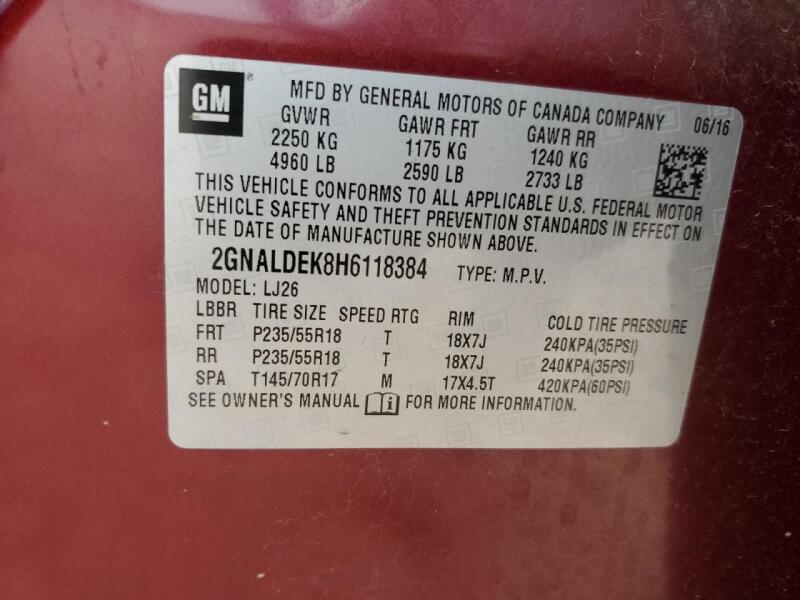 GM ® MFD BY GENERAL MOTORS OF CANADA COMPANY 06/16
GVWR GAWR FRT GAWR RR
2250 KG 1175 KG 1240 KG
4960 LB 2590 LB 2733 LB
THIS VEHICLE CONFORMS TO ALL APPLICABLE U.S. FEDERAL MOTOR
VEHICLE SAFETY AND THEFT PREVENTION STANDARDS IN EFFECT ON
THE DATE OF MANUFACTURE SHOWN ABOVE.
2GNALDEK8H6118384 TYPE: M.P.V.
MODEL: LJ26
LBBR TIRE SIZE SPEED RTG RIM COLD TIRE PRESSURE
FRT P235/55R18 T 18X7J 240KPA(35PSI)
RR P235/55R18 T 18X7J 240KPA(35PSI)
SPA T145/70R17 M 17X4.5T 420KPA(60PSI)
SEE OWNER'S MANUAL i FOR MORE INFORMATION.